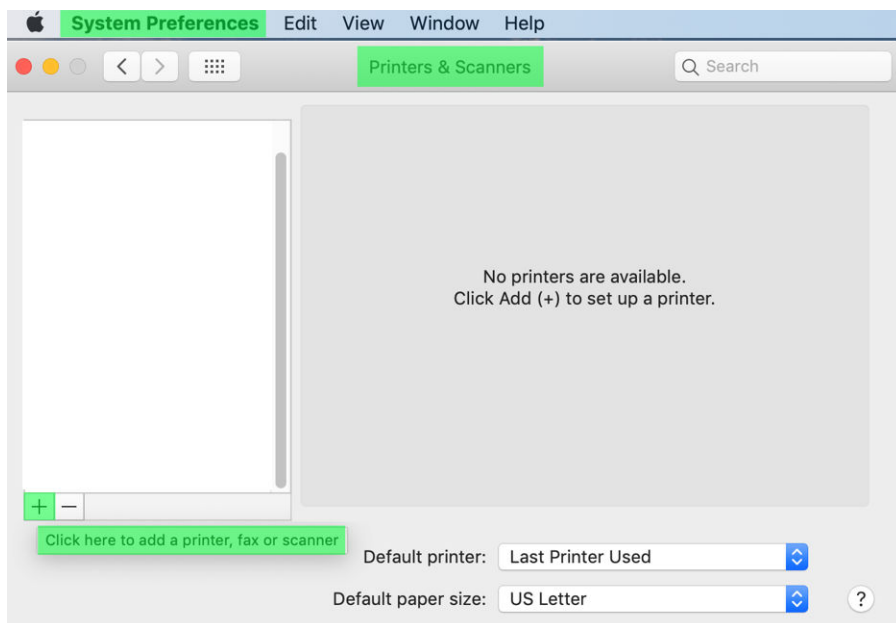 System Preferences Edit View Window Help
Printers & Scanners
Search
No printers are available.
Click Add (+) to set up a printer.
+ −
Click here to add a printer, fax or scanner
Default printer: Last Printer Used
Default paper size: US Letter
?